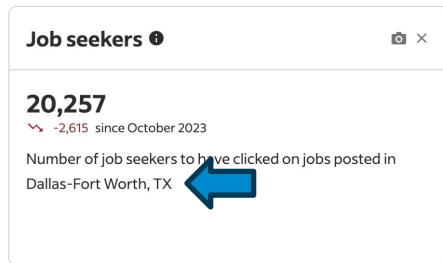 Job seekers
20,257
-2,615 since October 2023
Number of job seekers to have clicked on jobs posted in
Dallas-Fort Worth, TX